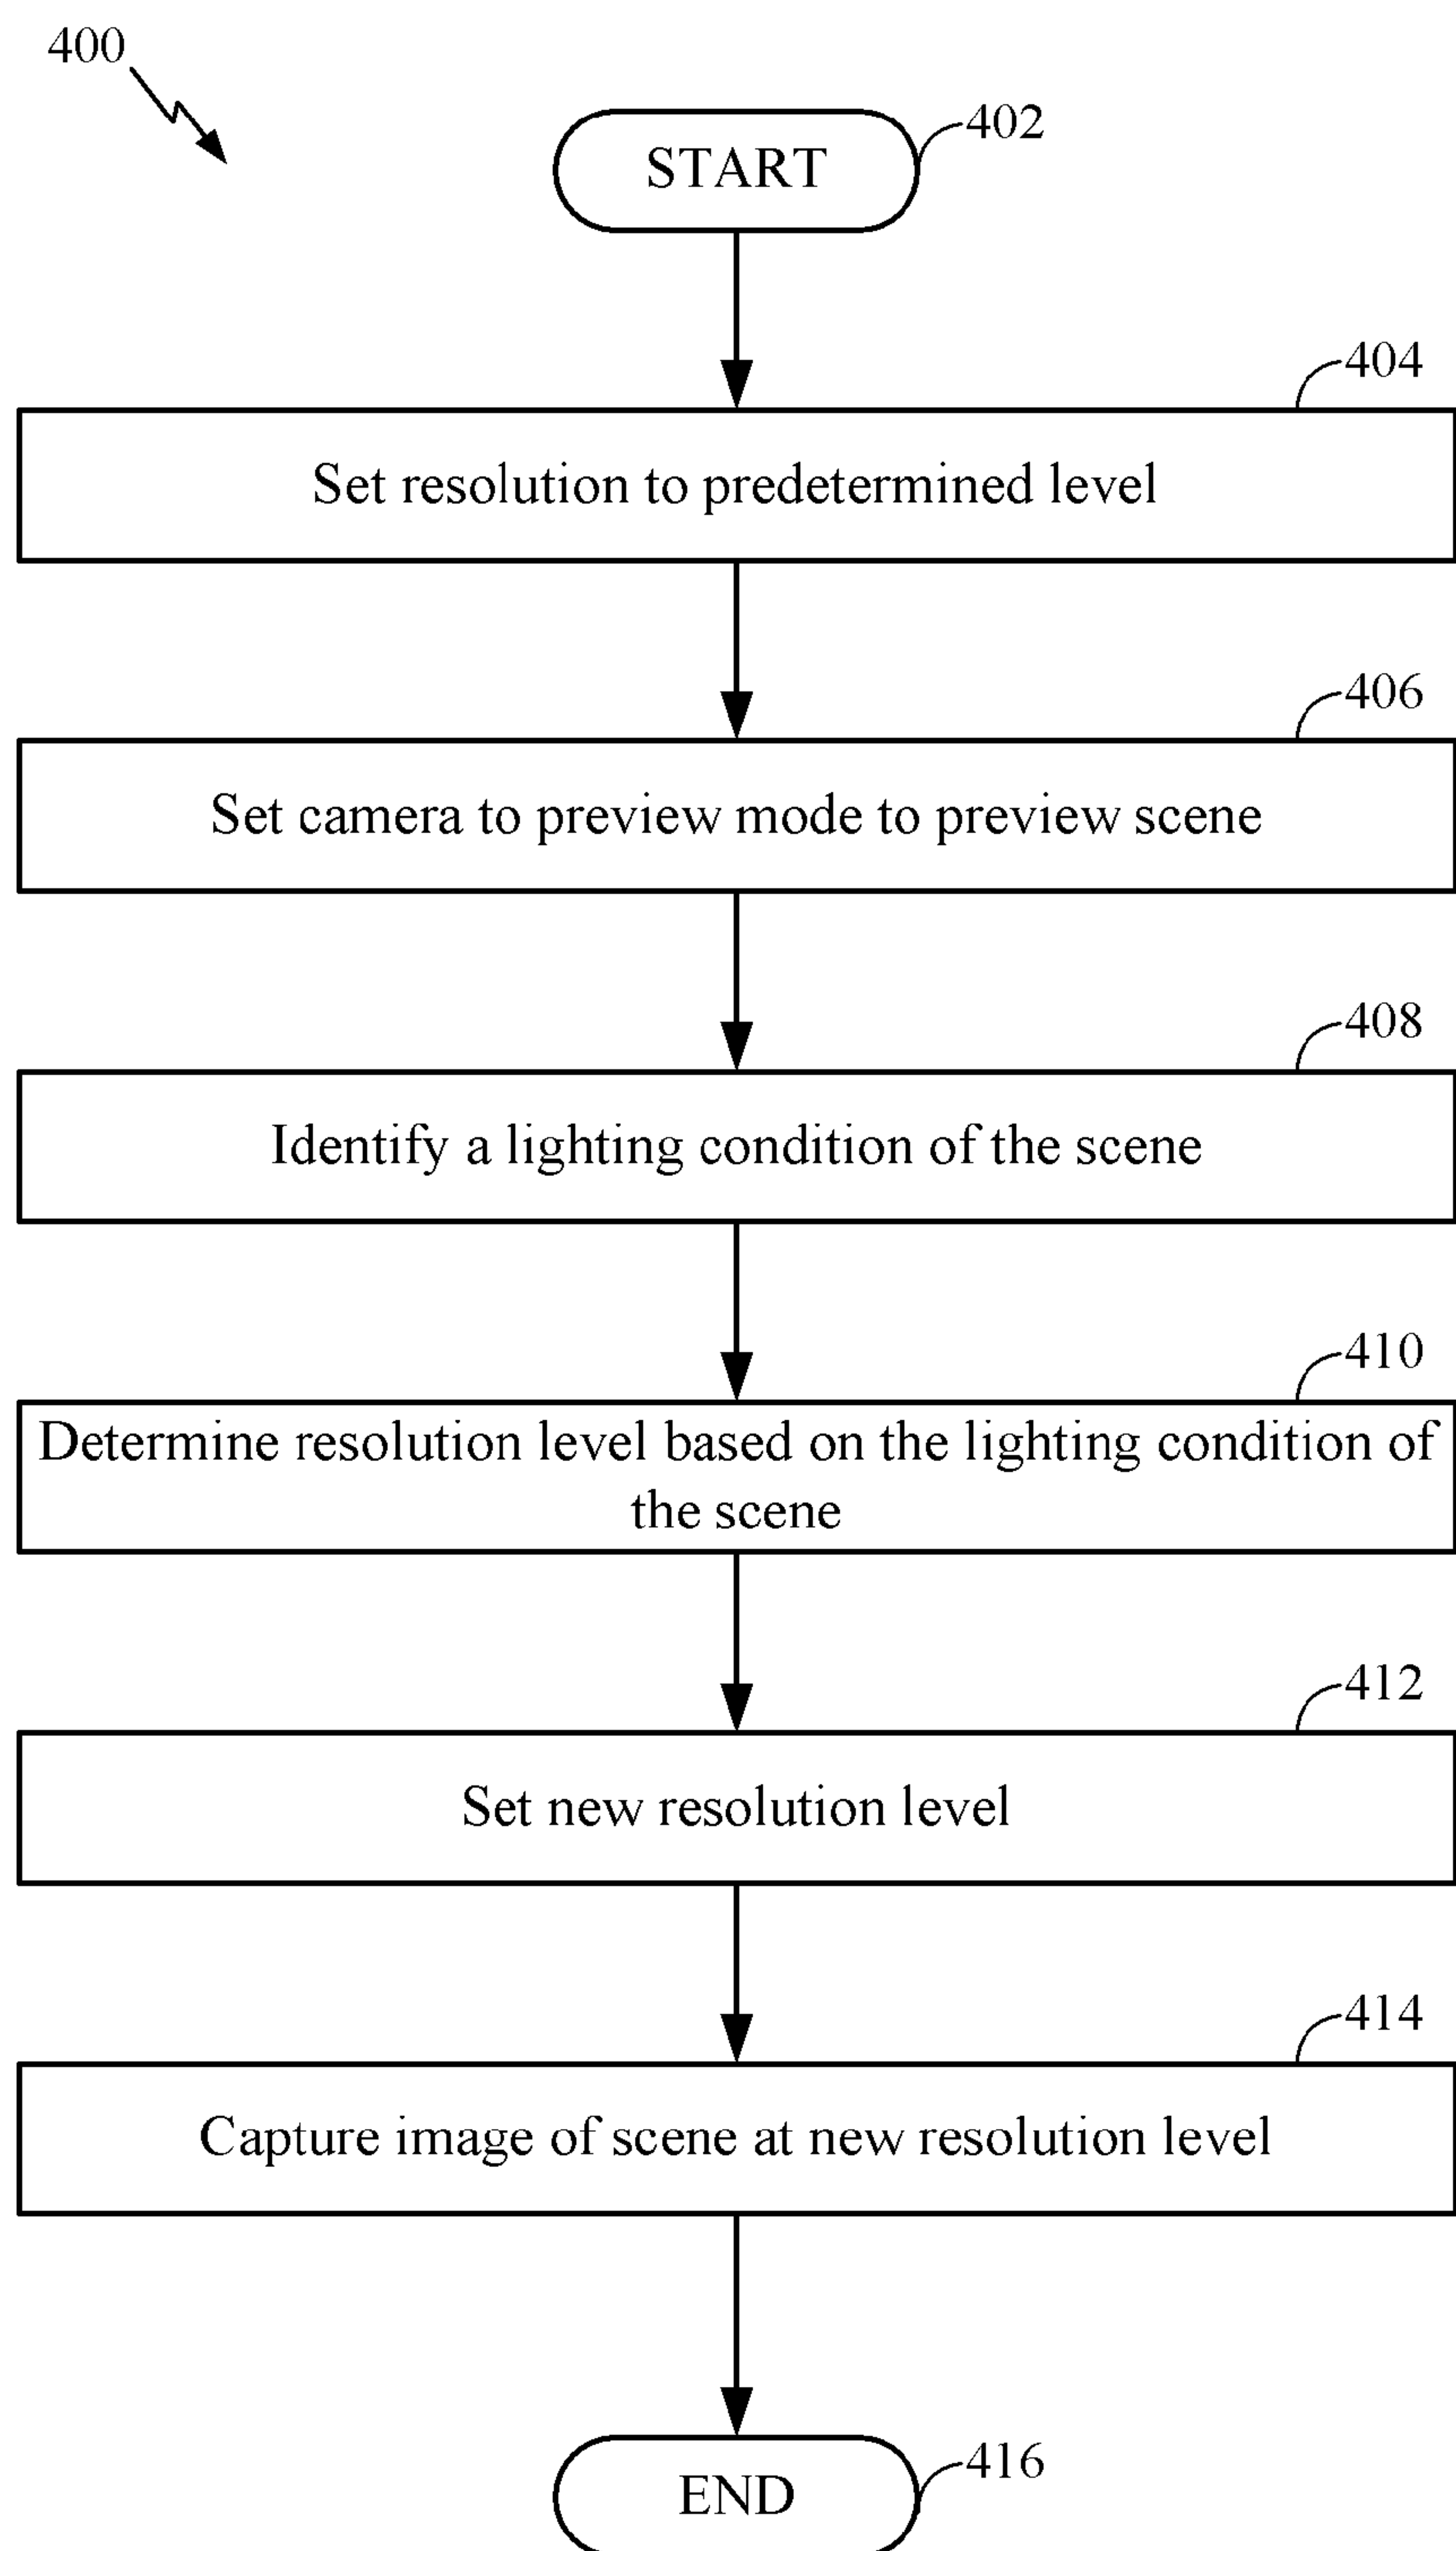 400
402
START
404
Set resolution to predetermined level
406
Set camera to preview mode to preview scene
408
Identify a lighting condition of the scene
410
Determine resolution level based on the lighting condition of
the scene
412
Set new resolution level
414
Capture image of scene at new resolution level
416
END